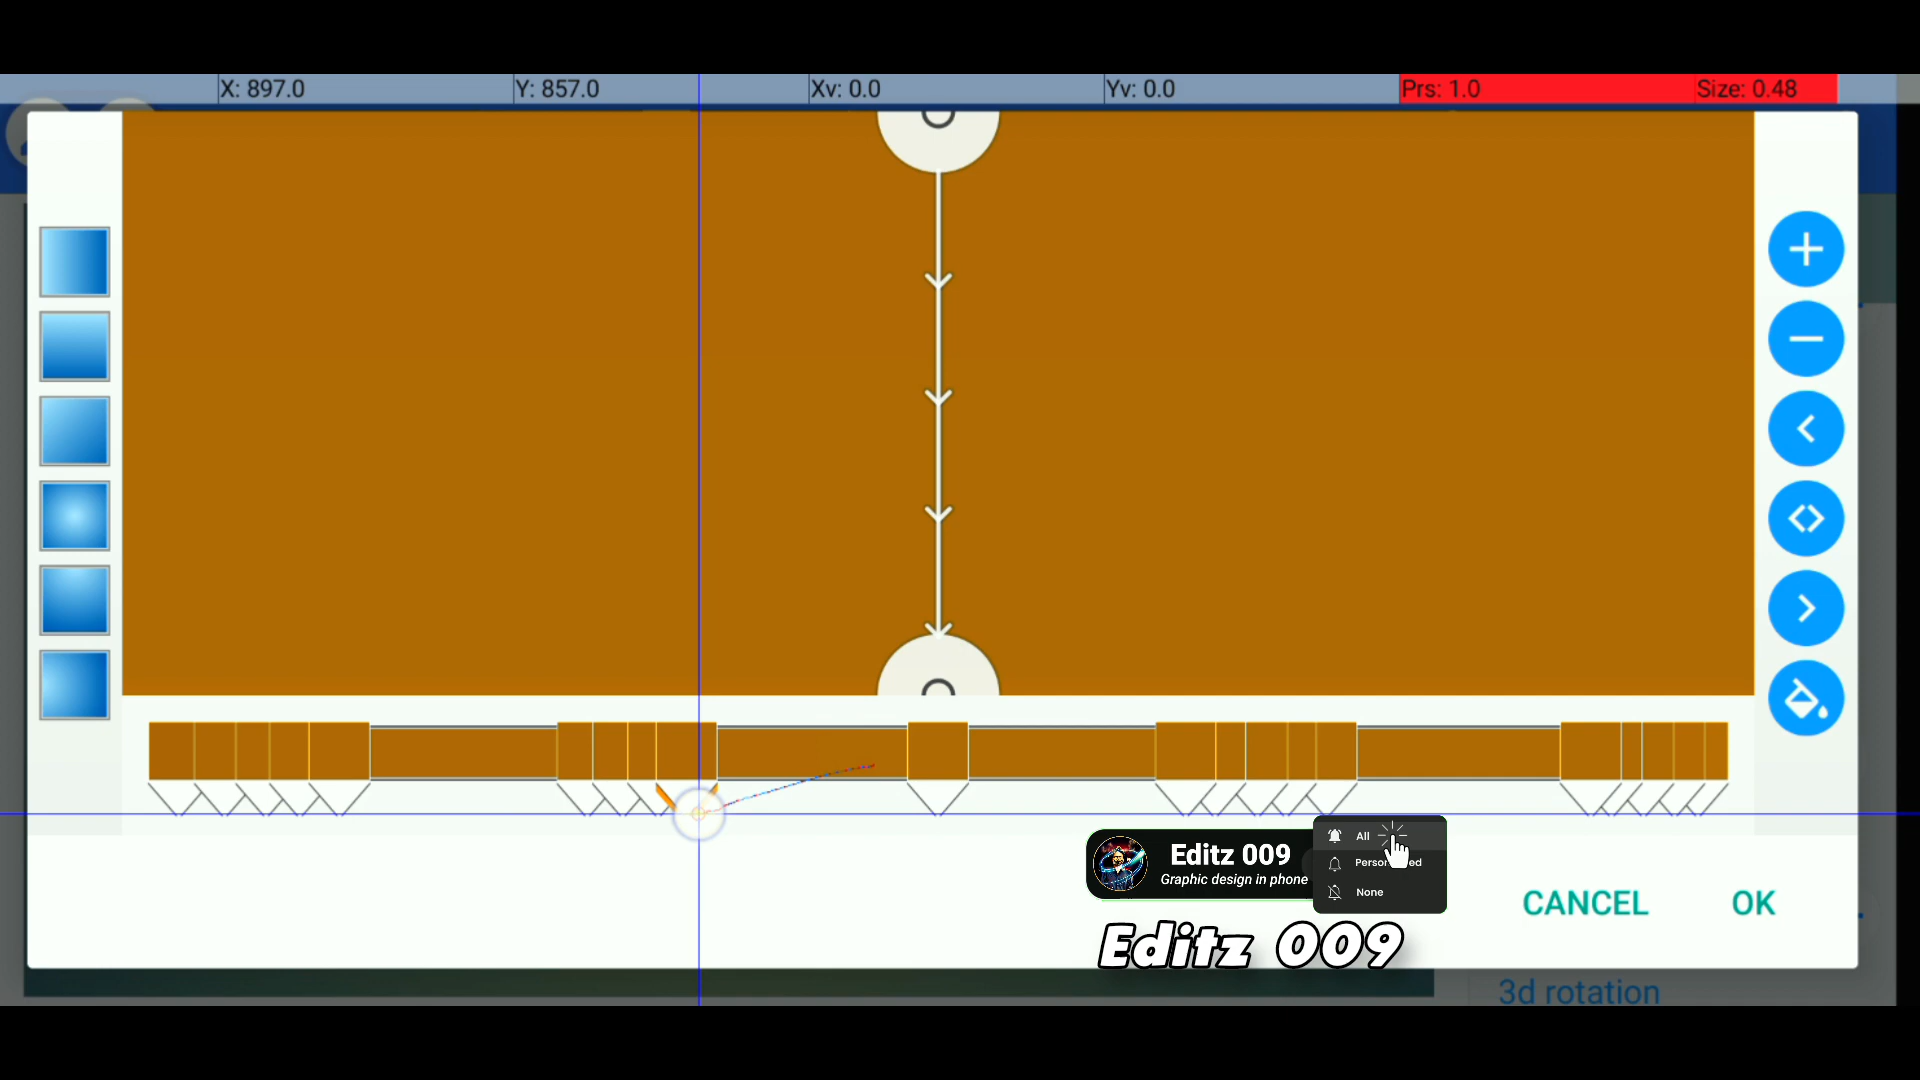 X: 897.0 Y: 857.0 Xv: 0.0 Yv: 0.0 Prs: 1.0 Size: 0.48
Editz 009
Graphic design in phone
All
None
CANCEL OK
Editz 009
3d rotation